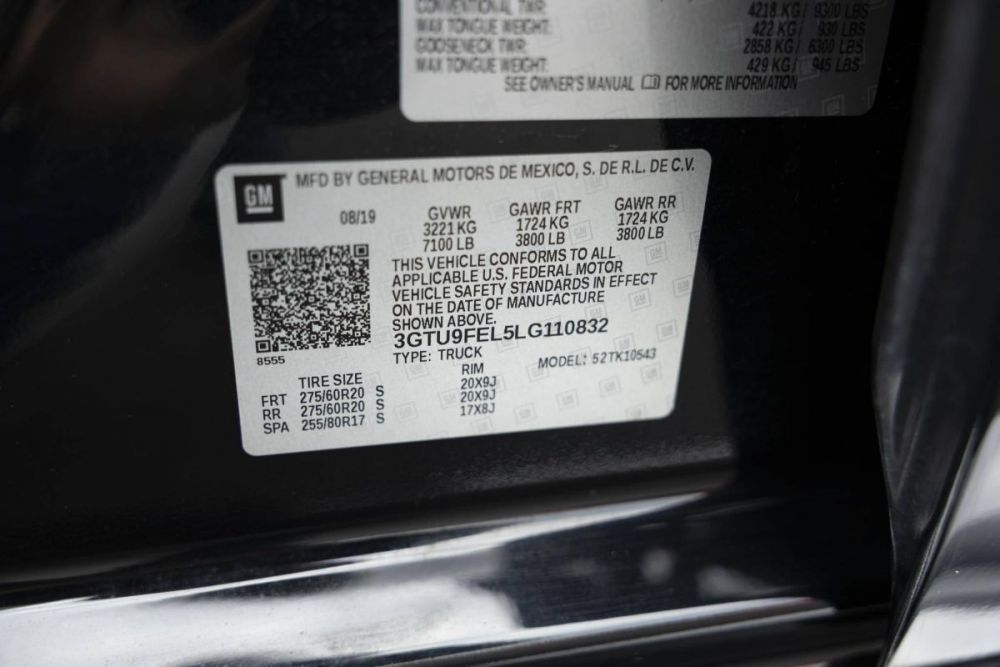 CONVENTIONAL TWR: 4218 KG/ 9300 LBS
MAX TONGUE WEIGHT: 422 KG/ 930 LBS
GOOSENECK TWR: 2858 KG/ 6300 LBS
MAX TONGUE WEIGHT: 429 KG/ 945 LBS
SEE OWNER'S MANUAL FOR MORE INFORMATION
GM MFD BY GENERAL MOTORS DE MEXICO, S. DE R.L. DE C.V.
08/19 GVWR GAWR FRT GAWR RR
3221 KG 1724 KG 1724 KG
7100 LB 3800 LB 3800 LB
THIS VEHICLE CONFORMS TO ALL
APPLICABLE U.S. FEDERAL MOTOR
VEHICLE SAFETY STANDARDS IN EFFECT
ON THE DATE OF MANUFACTURE
SHOWN ABOVE.
3GTU9FEL5LG110832
8555 TYPE: TRUCK MODEL: 52TK10543
TIRE SIZE RIM
FRT 275/60R20 S 20X9J
RR 275/60R20 S 20X9J
SPA 255/80R17 S 17X8J